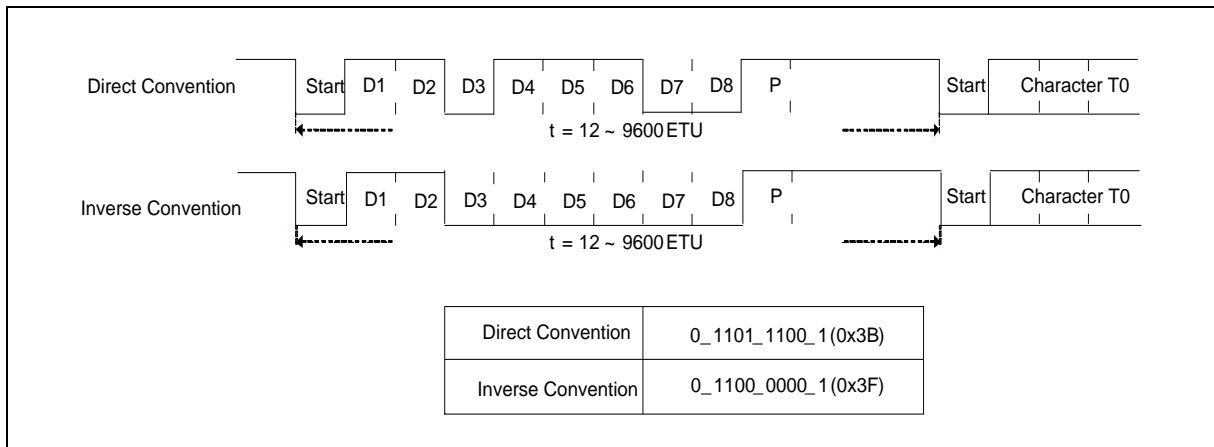 Direct Convention Start D1 D2 D3 D4 D5 D6 D7 D8 P Start Character T0
t = 12 ~ 9600 ETU
Inverse Convention Start D1 D2 D3 D4 D5 D6 D7 D8 P Start Character T0
t = 12 ~ 9600 ETU
Direct Convention 0_1101_1100_1(0x3B)
Inverse Convention 0_1100_0000_1(0x3F)